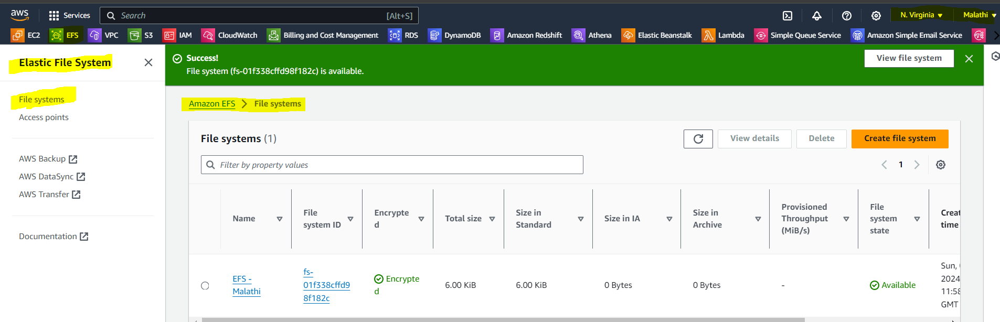 aws
Services
Search
[Alt+S]
N. Virginia
Malathi
EC2
EFS
VPC
S3
IAM
CloudWatch
Billing and Cost Management
RDS
DynamoDB
Amazon Redshift
Athena
Elastic Beanstalk
Lambda
Simple Queue Service
Amazon Simple Email Service
Elastic File System
File systems
Access points
AWS Backup
AWS DataSync
AWS Transfer
Documentation
Success!
File system (fs-01f338cffd98f182c) is available.
View file system
Amazon EFS
File systems
File systems (1)
View details
Delete
Create file system
Filter by property values
1
Name
File
system ID
Encrypte
d
Total size
Size in
Standard
Size in IA
Size in
Archive
Provisioned
Throughput
(MiB/s)
File
system
state
Creat
time
EFS -
Malathi
fs-
01f338cffd9
8f182c
Encrypte
d
6.00 KiB
6.00 KiB
0 Bytes
0 Bytes
-
Available
Sun,
2024
11:58
GMT